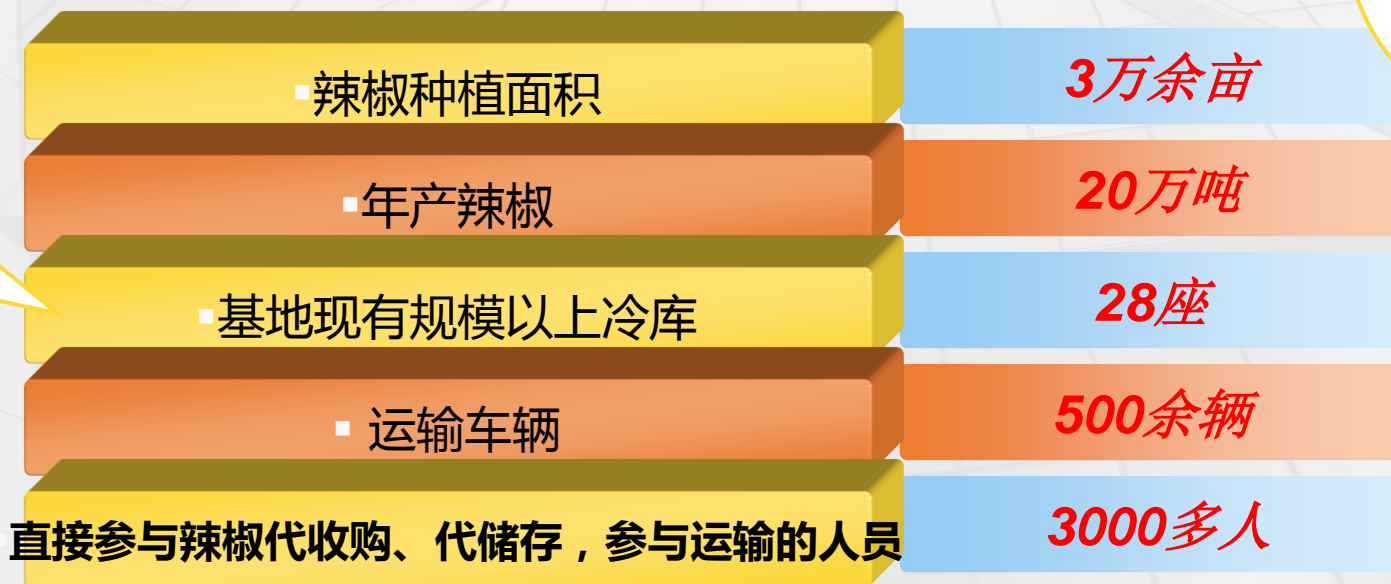 ▪辣椒种植面积
3万余亩
▪年产辣椒
20万吨
▪基地现有规模以上冷库
28座
▪ 运输车辆
500余辆
直接参与辣椒代收购、代储存，参与运输的人员
3000多人